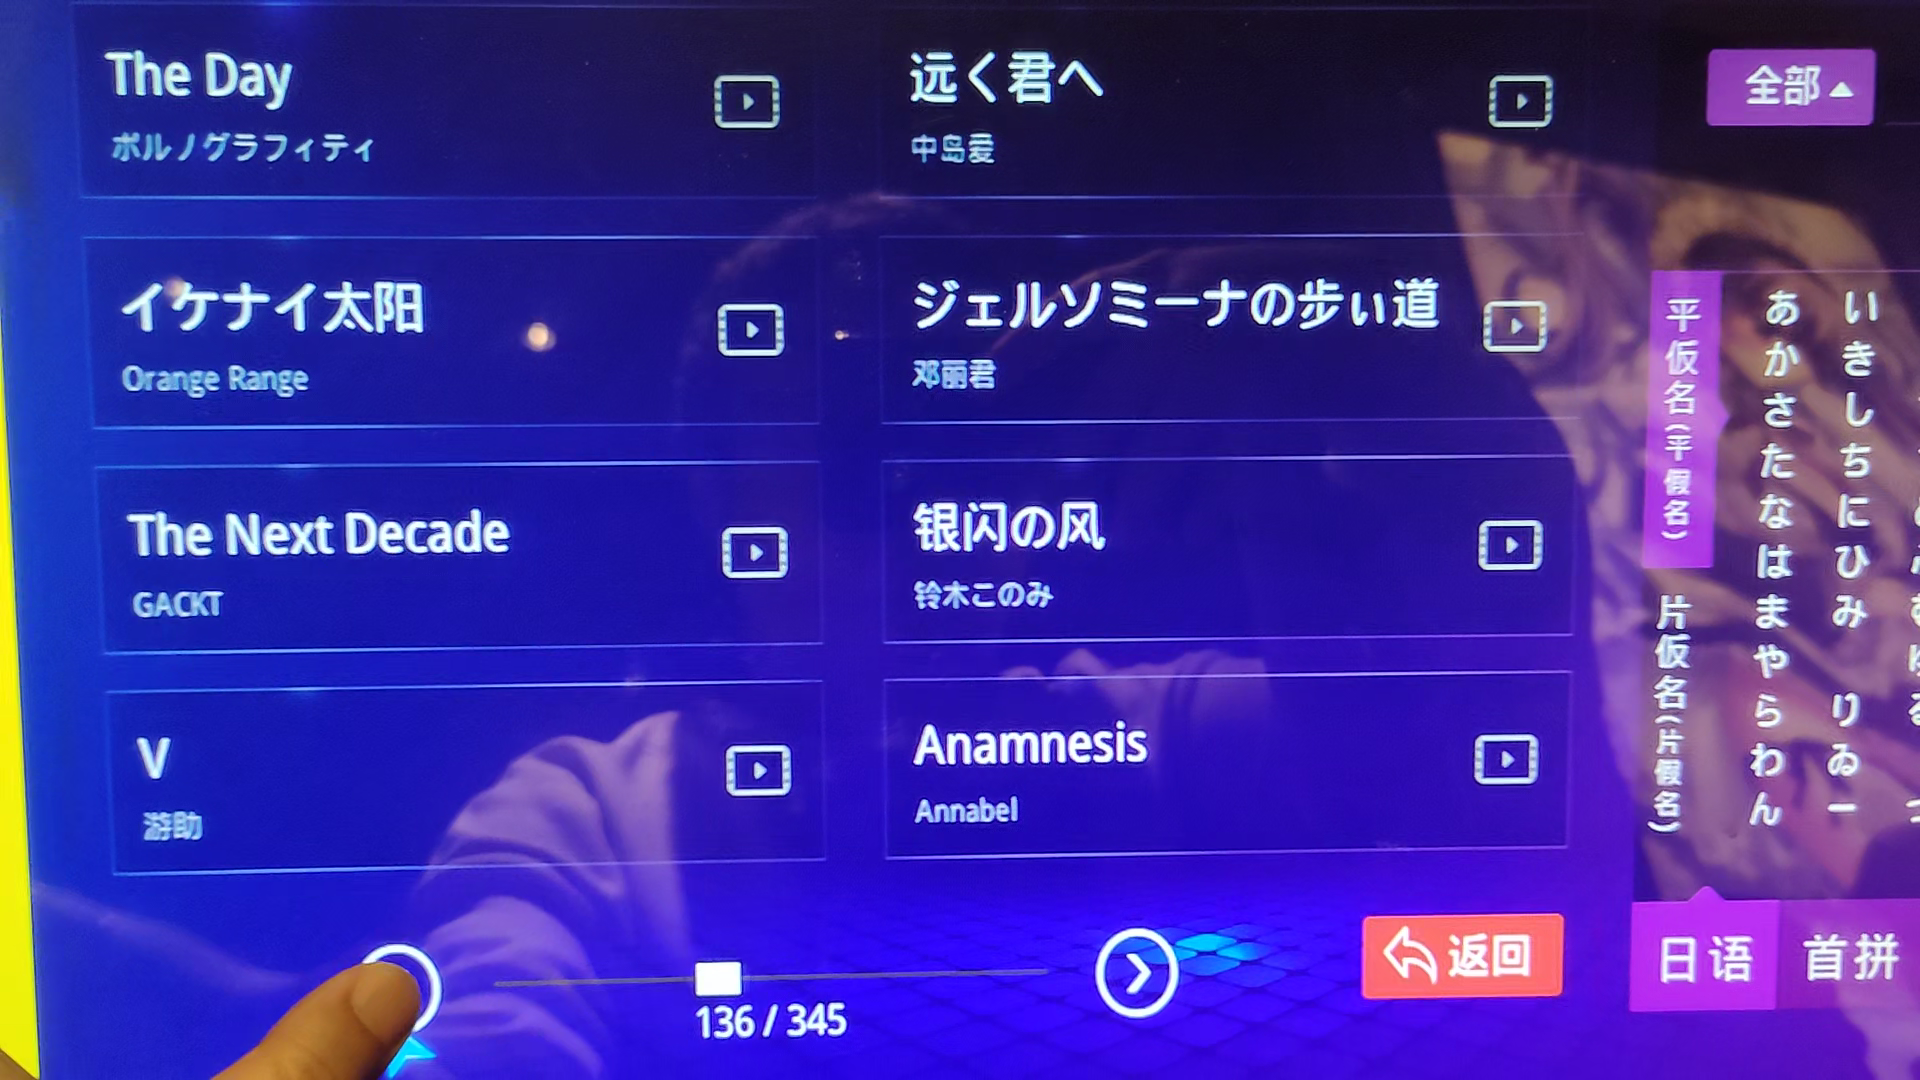 The Day
ポルノグラフィティ
远く君へ
中岛爱
イケナイ太阳
Orange Range
ジェルソミーナの歩い道
邓丽君
The Next Decade
GACKT
银闪の风
铃木このみ
V
游助
Anamnesis
Annabel
136 / 345
返回
全部
平仮名(平假名)
片仮名(片假名)
あかさたなはまやらわん
いきしちにひみ りゐー
日语
首拼